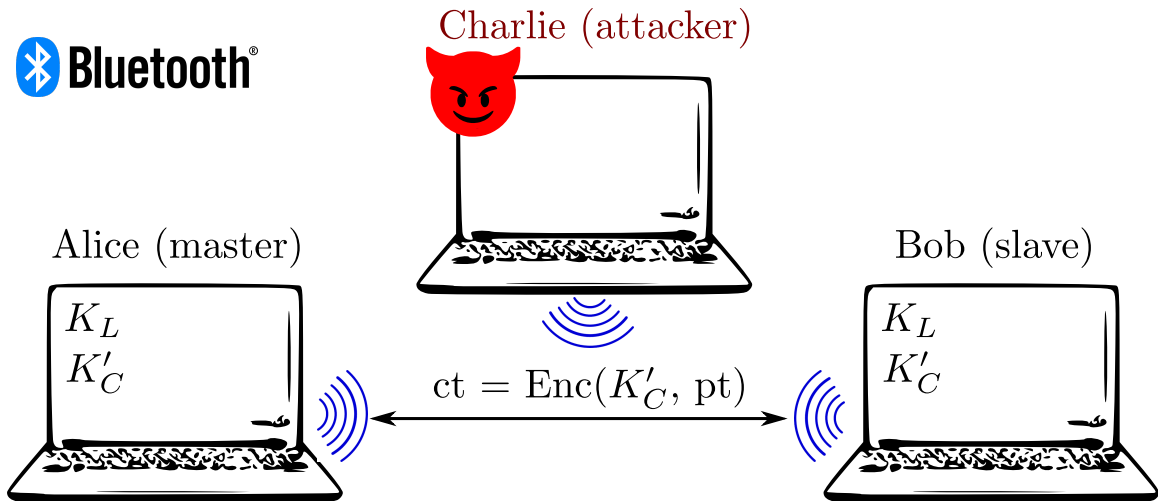 Charlie (attacker)
Bluetooth®
Alice (master)
Bob (slave)
K_L
K'_C
K_L
K'_C
ct = Enc(K'_C, pt)